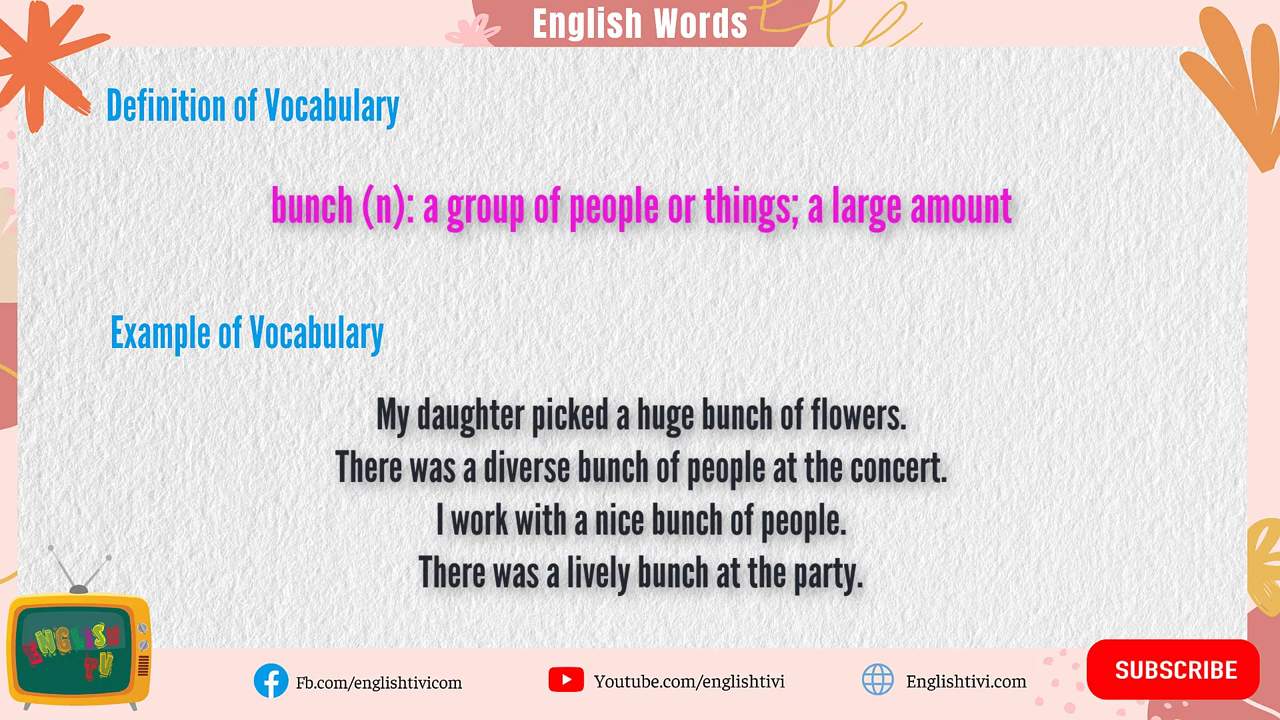 English Words
Definition of Vocabulary
bunch (n): a group of people or things; a large amount
Example of Vocabulary
My daughter picked a huge bunch of flowers.
There was a diverse bunch of people at the concert.
I work with a nice bunch of people.
There was a lively bunch at the party.
ENGLISH
TV
Fb.com/englishtivicom
Youtube.com/englishtivi
Englishtivi.com
SUBSCRIBE